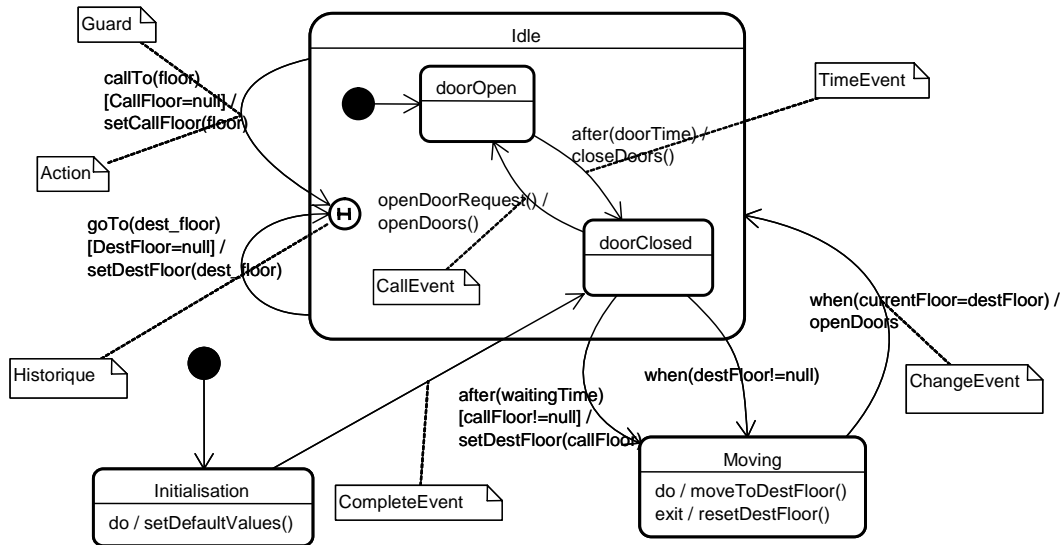 Guard
Idle
callTo(floor)
[CallFloor=null] /
setCallFloor(floor)
doorOpen
TimeEvent
after(doorTime) /
closeDoors()
Action
openDoorRequest() /
openDoors()
H
goTo(dest_floor)
[DestFloor=null] /
setDestFloor(dest_floor)
doorClosed
CallEvent
when(currentFloor=destFloor) /
openDoors
Historique
when(destFloor!=null)
ChangeEvent
after(waitingTime)
[callFloor!=null] /
setDestFloor(callFloor)
Moving
do / moveToDestFloor()
exit / resetDestFloor()
Initialisation
do / setDefaultValues()
CompleteEvent